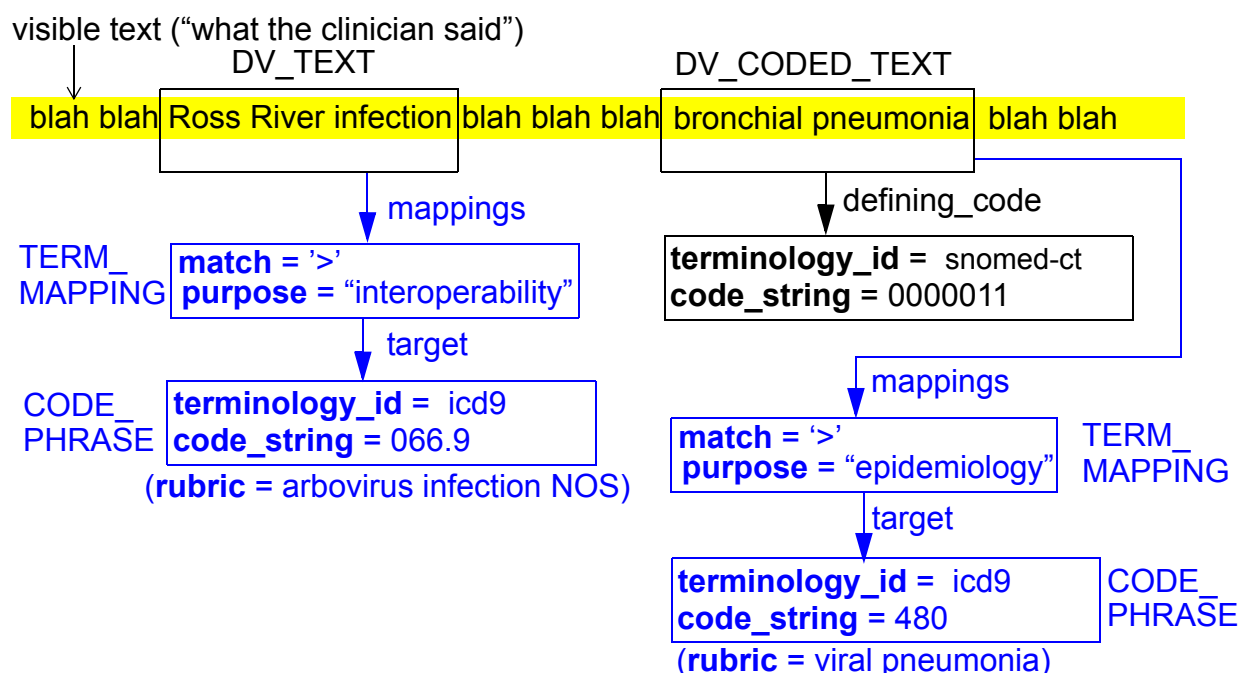 visible text (“what the clinician said”)
DV_TEXT
DV_CODED_TEXT
blah blah Ross River infection blah blah blah bronchial pneumonia blah blah
mappings
defining_code
TERM_
MAPPING
match = ’>’
purpose = “interoperability”
terminology_id = snomed-ct
code_string = 0000011
target
mappings
CODE_
PHRASE
terminology_id = icd9
code_string = 066.9
(rubric = arbovirus infection NOS)
match = ‘>’
purpose = “epidemiology”
TERM_
MAPPING
target
terminology_id = icd9
code_string = 480
CODE_
PHRASE
(rubric = viral pneumonia)